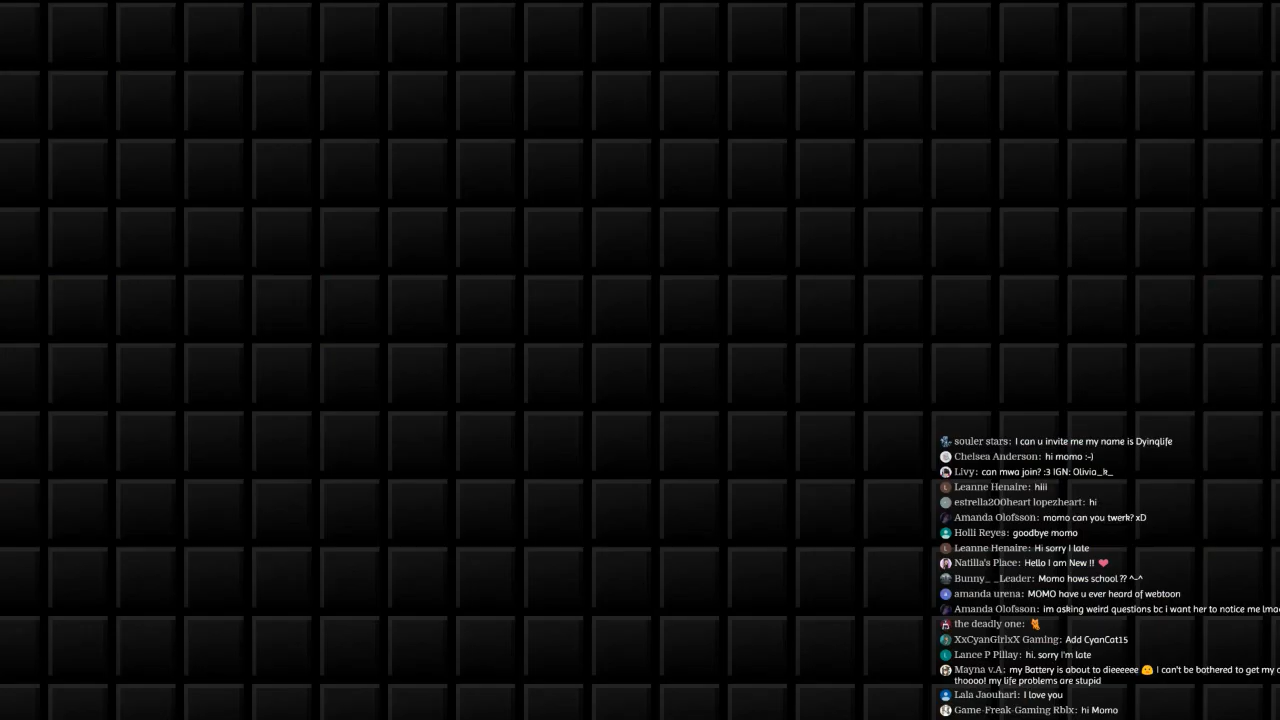 souler stars: I can u invite me my name is Dyinqlife
Chelsea Anderson: hi momo :-)
Livy: can mwa join? :3 IGN: Olivia_k_
Leanne Henaire: hiii
estrella200heart lopezheart: hi
Amanda Olofsson: momo can you twerk? xD
Holli Reyes: goodbye momo
Leanne Henaire: Hi sorry I late
Natilla's Place: Hello I am New !! ❤
Bunny_ _Leader: Momo hows school ?? ^-^
amanda urena: MOMO have u ever heard of webtoon
Amanda Olofsson: im asking weird questions bc i want her to notice me lmao
the deadly one: 🐈
XxCyanGirlxX Gaming: Add CyanCat15
Lance P Pillay: hi. sorry I'm late
Mayna v.A: my Battery is about to dieeeeee 😕 I can't be bothered to get my
thoooo! my life problems are stupid
Lala Jaouhari: I love you
Game-Freak-Gaming Rblx: hi Momo